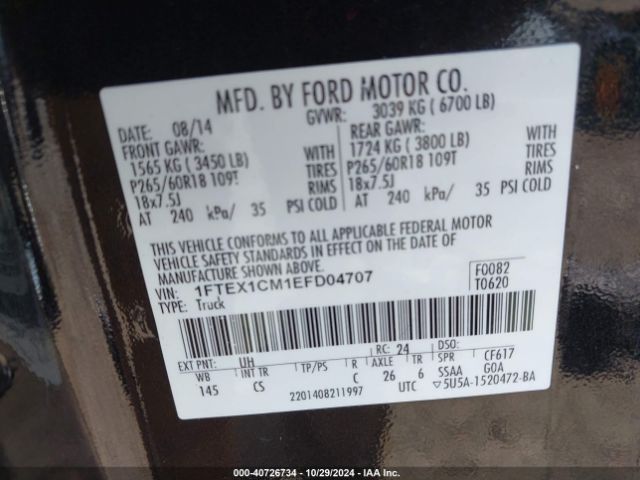 MFD. BY FORD MOTOR CO.
DATE: 08/14 GVWR: 3039 KG ( 6700 LB)
FRONT GAWR: REAR GAWR:
1565 KG ( 3450 LB) WITH 1724 KG ( 3800 LB) WITH
P265/60R18 109T TIRES P265/60R18 109T TIRES
18x7.5J RIMS 18x7.5J RIMS
AT 240 kPa/ 35 PSI COLD AT 240 kPa/ 35 PSI COLD
THIS VEHICLE CONFORMS TO ALL APPLICABLE FEDERAL MOTOR
VEHICLE SAFETY STANDARDS IN EFFECT ON THE DATE OF
MANUFACTURE SHOWN ABOVE.
VIN: 1FTEX1CM1EFD04707 F0082
TYPE: Truck T0620
EXT PNT: UH RC: 24 DSO:
WB INT TR TP/PS R AXLE TR SPR CF617
145 CS C 26 6 SSAA G0A
2201408211997 UTC ▽5U5A-1520472-BA
000-40726734 - 10/29/2024 - IAA Inc.